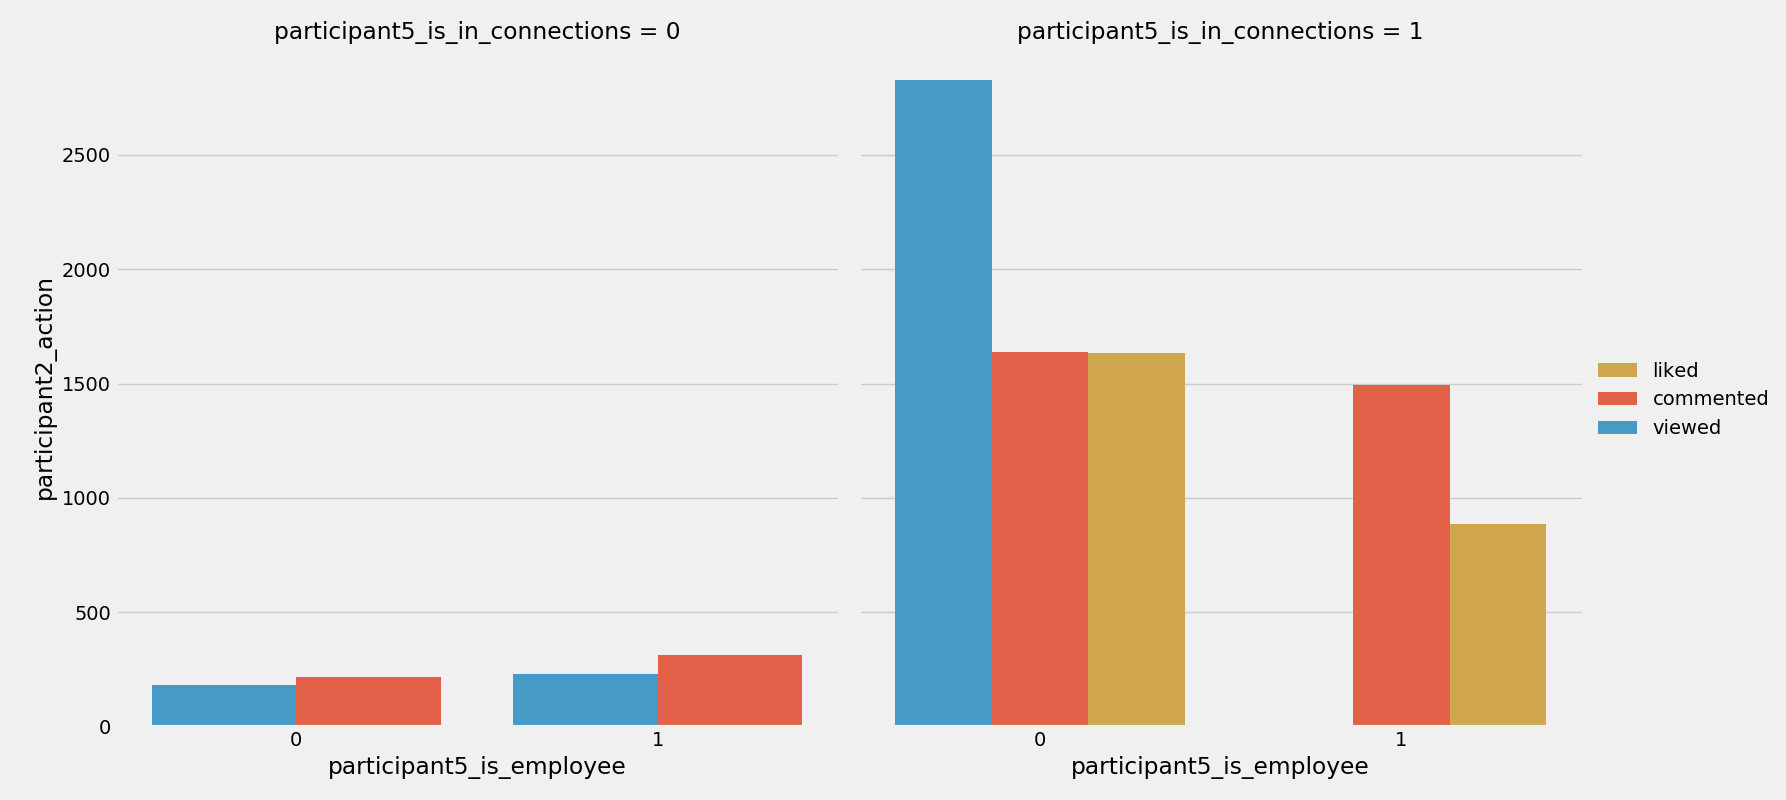 participant5_is_in_connections = 0
participant5_is_in_connections = 1
participant2_action
2500
2000
1500
1000
500
0
0
1
0
1
participant5_is_employee
participant5_is_employee
liked
commented
viewed